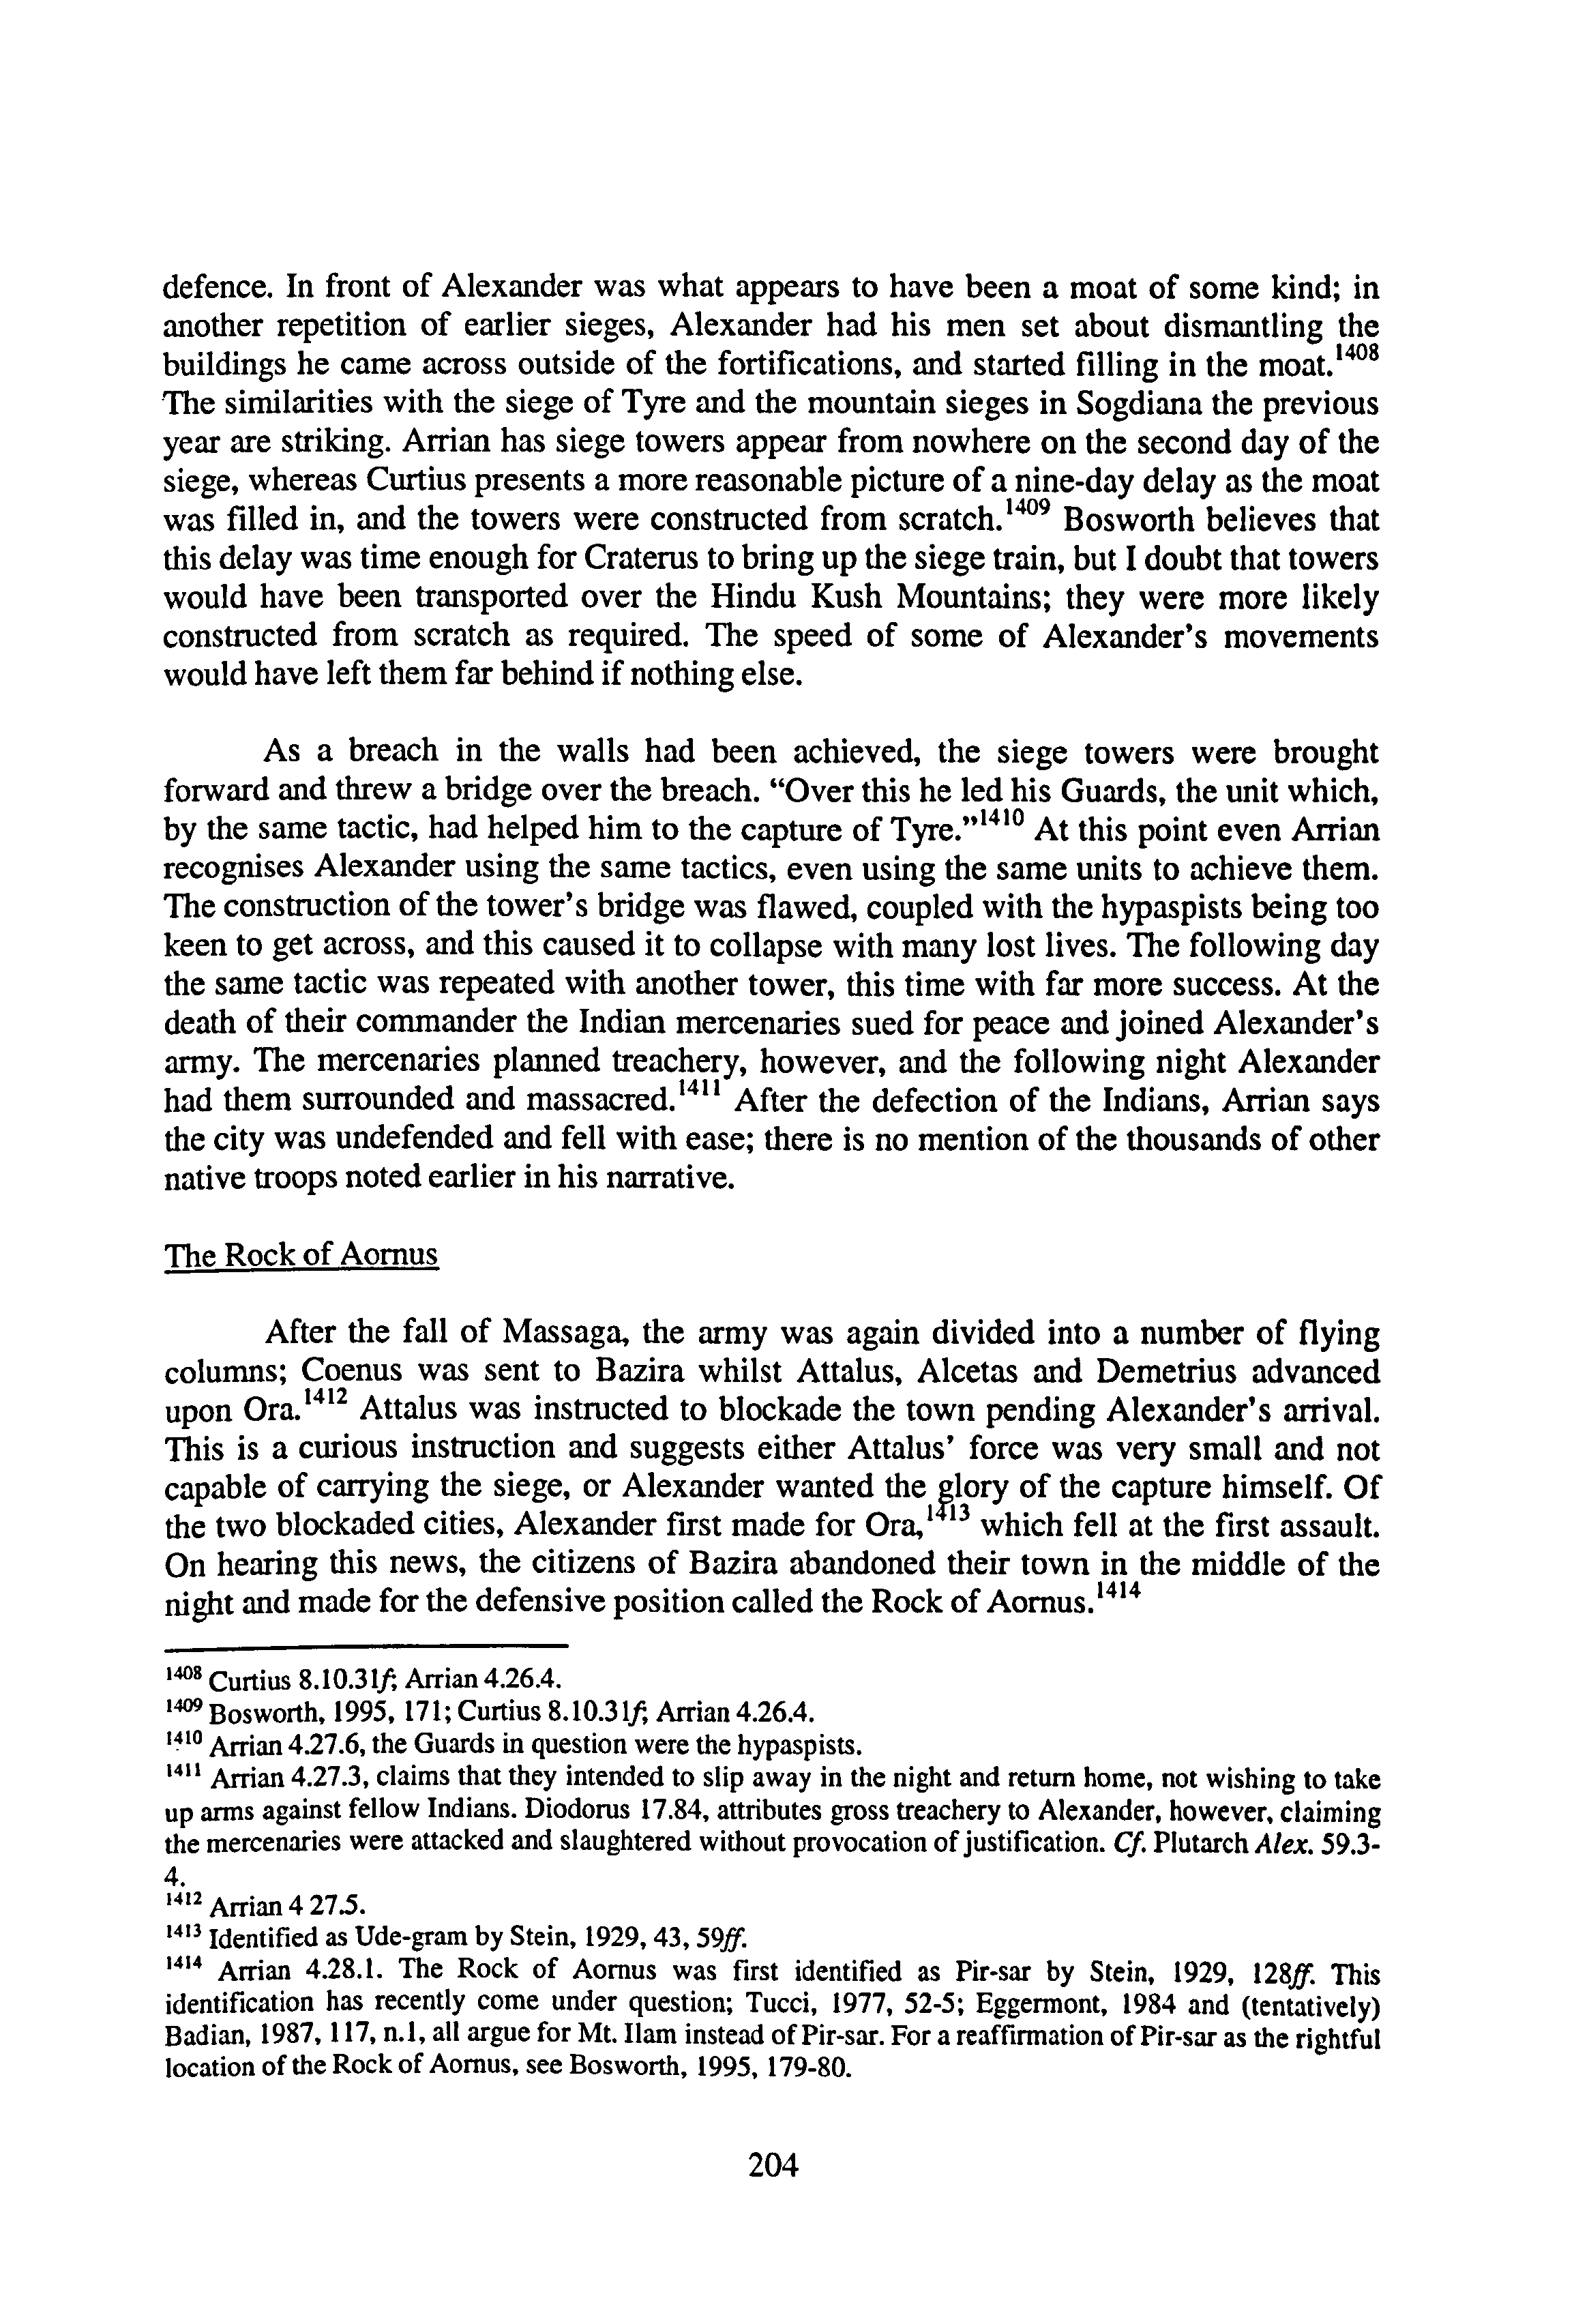 defence. In front of Alexander was what appears to have been a moat of some kind; in
another repetition of earlier sieges, Alexander had his men set about dismantling the
buildings he came across outside of the fortifications, and started filling in the moat.1408
The similarities with the siege of Tyre and the mountain sieges in Sogdiana the previous
year are striking. Arrian has siege towers appear from nowhere on the second day of the
siege, whereas Curtius presents a more reasonable picture of a nine-day delay as the moat
was filled in, and the towers were constructed from scratch.1409 Bosworth believes that
this delay was time enough for Craterus to bring up the siege train, but I doubt that towers
would have been transported over the Hindu Kush Mountains; they were more likely
constructed from scratch as required. The speed of some of Alexander's movements
would have left them far behind if nothing else.
As a breach in the walls had been achieved, the siege towers were brought
forward and threw a bridge over the breach. “Over this he led his Guards, the unit which,
by the same tactic, had helped him to the capture of Tyre.”1410 At this point even Arrian
recognises Alexander using the same tactics, even using the same units to achieve them.
The construction of the tower's bridge was flawed, coupled with the hypaspists being too
keen to get across, and this caused it to collapse with many lost lives. The following day
the same tactic was repeated with another tower, this time with far more success. At the
death of their commander the Indian mercenaries sued for peace and joined Alexander's
army. The mercenaries planned treachery, however, and the following night Alexander
had them surrounded and massacred.1411 After the defection of the Indians, Arrian says
the city was undefended and fell with ease; there is no mention of the thousands of other
native troops noted earlier in his narrative.
The Rock of Aornus
After the fall of Massaga, the army was again divided into a number of flying
columns; Coenus was sent to Bazira whilst Attalus, Alcetas and Demetrius advanced
upon Ora.1412 Attalus was instructed to blockade the town pending Alexander's arrival.
This is a curious instruction and suggests either Attalus' force was very small and not
capable of carrying the siege, or Alexander wanted the glory of the capture himself. Of
the two blockaded cities, Alexander first made for Ora,1413 which fell at the first assault.
On hearing this news, the citizens of Bazira abandoned their town in the middle of the
night and made for the defensive position called the Rock of Aornus.1414
1408 Curtius 8.10.31f; Arrian 4.26.4.
1409 Bosworth, 1995, 171; Curtius 8.10.31f; Arrian 4.26.4.
1410 Arrian 4.27.6, the Guards in question were the hypaspists.
1411 Arrian 4.27.3, claims that they intended to slip away in the night and return home, not wishing to take
up arms against fellow Indians. Diodorus 17.84, attributes gross treachery to Alexander, however, claiming
the mercenaries were attacked and slaughtered without provocation of justification. Cf. Plutarch Alex. 59.3-
4.
1412 Arrian 4 27.5.
1413 Identified as Ude-gram by Stein, 1929, 43, 59ff.
1414 Arrian 4.28.1. The Rock of Aornus was first identified as Pir-sar by Stein, 1929, 128ff. This
identification has recently come under question; Tucci, 1977, 52-5; Eggermont, 1984 and (tentatively)
Badian, 1987, 117, n.1, all argue for Mt. Ilam instead of Pir-sar. For a reaffirmation of Pir-sar as the rightful
location of the Rock of Aornus, see Bosworth, 1995, 179-80.
204